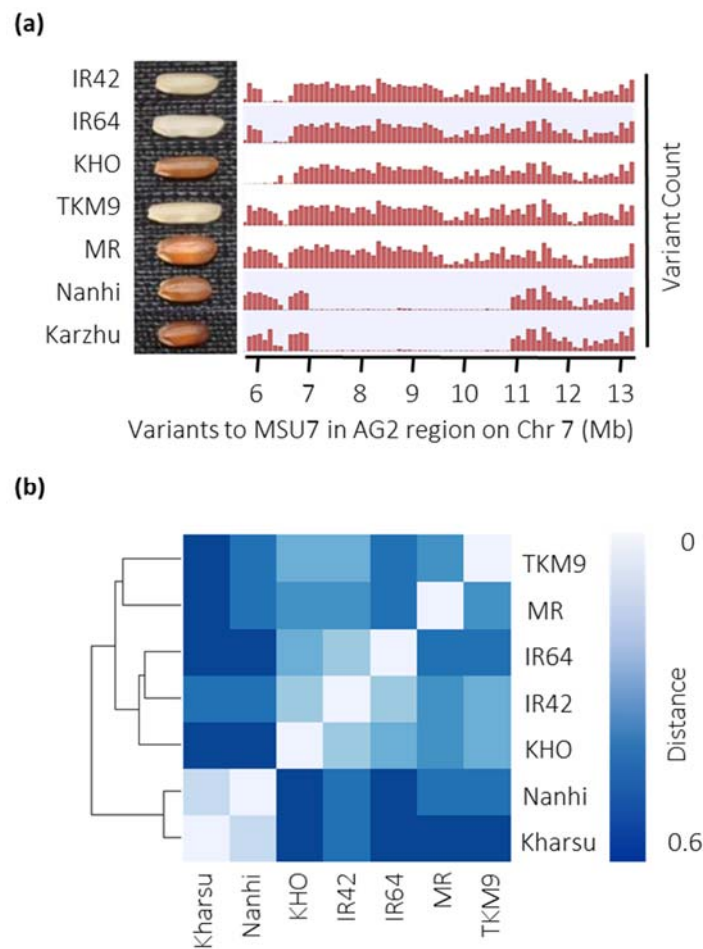 (a)
IR42
IR64
KHO
TKM9
MR
Nanhi
Karzhu
Variant Count
6 7 8 9 10 11 12 13
Variants to MSU7 in AG2 region on Chr 7 (Mb)
(b)
TKM9
MR
IR64
IR42
KHO
Nanhi
Kharsu
0
Distance
0.6
Kharsu Nanhi KHO IR42 IR64 MR TKM9